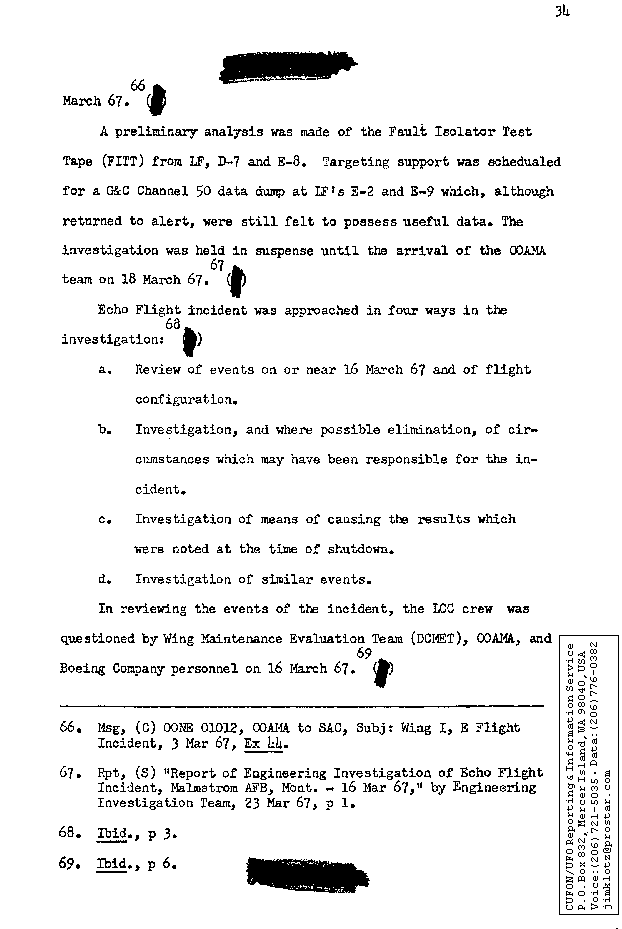 34
66
March 67. ( )
A preliminary analysis was made of the Fault Isolator Test
Tape (FITT) from LF, D-7 and E-8. Targeting support was schedualed
for a G&C Channel 50 data dump at LF's E-2 and E-9 which, although
returned to alert, were still felt to possess useful data. The
investigation was held in suspense until the arrival of the OOAMA
67
team on 18 March 67. ( )
Echo Flight incident was approached in four ways in the
68
investigation: ( )
a. Review of events on or near 16 March 67 and of flight
configuration.
b. Investigation, and where possible elimination, of cir-
cumstances which may have been responsible for the in-
cident.
c. Investigation of means of causing the results which
were noted at the time of shutdown.
d. Investigation of similar events.
In reviewing the events of the incident, the LCC crew was
questioned by Wing Maintenance Evaluation Team (DCMET), OOAMA, and
69
Boeing Company personnel on 16 March 67. ( )
66. Msg, (C) OONE 01012, OOAMA to SAC, Subj: Wing I, E Flight
Incident, 3 Mar 67, Ex 44.
67. Rpt, (S) "Report of Engineering Investigation of Echo Flight
Incident, Malmstrom AFB, Mont. - 16 Mar 67," by Engineering
Investigation Team, 23 Mar 67, p 1.
68. Ibid., p 3.
69. Ibid., p 6.
CUFON/UFO Reporting & Information Service
P.O. Box 832, Mercer Island, WA 98040, USA
Voice: (206) 721-5035 - Data: (206) 776-0382
jimklotz@prostar.com